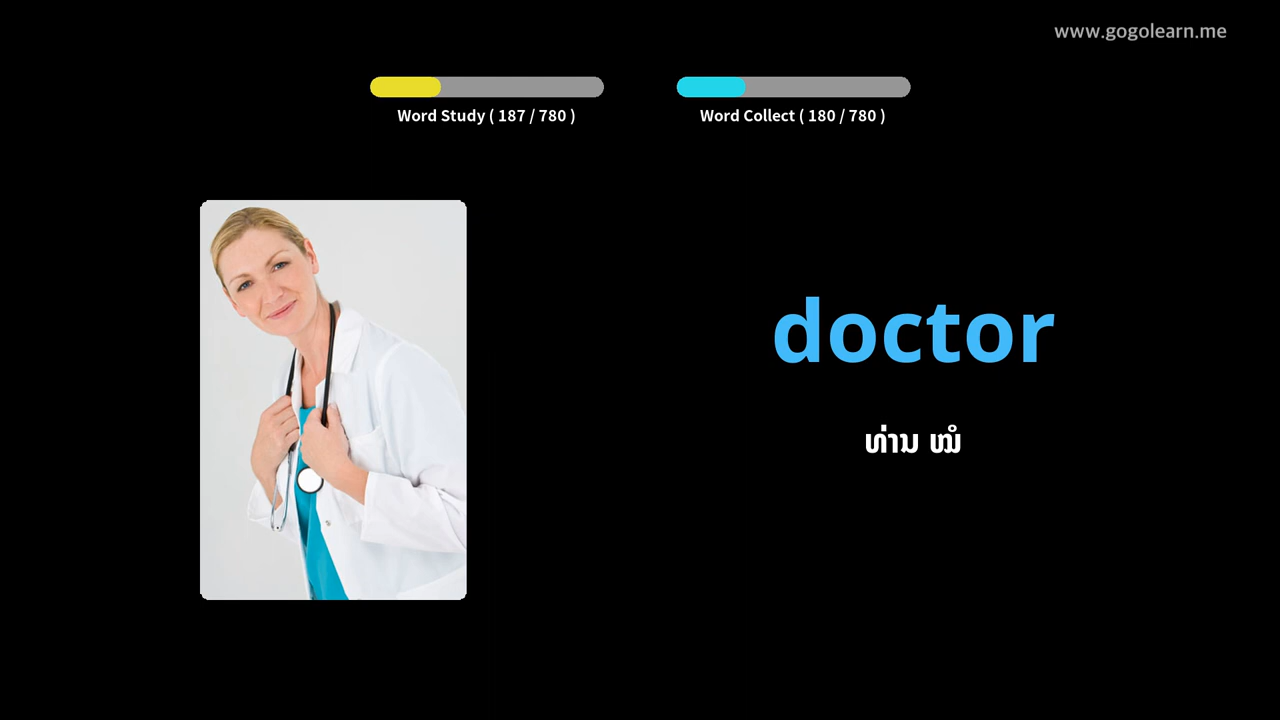 www.gogolearn.me
Word Study ( 187 / 780 )
Word Collect ( 180 / 780 )
doctor
ທ່ານ ໝໍ